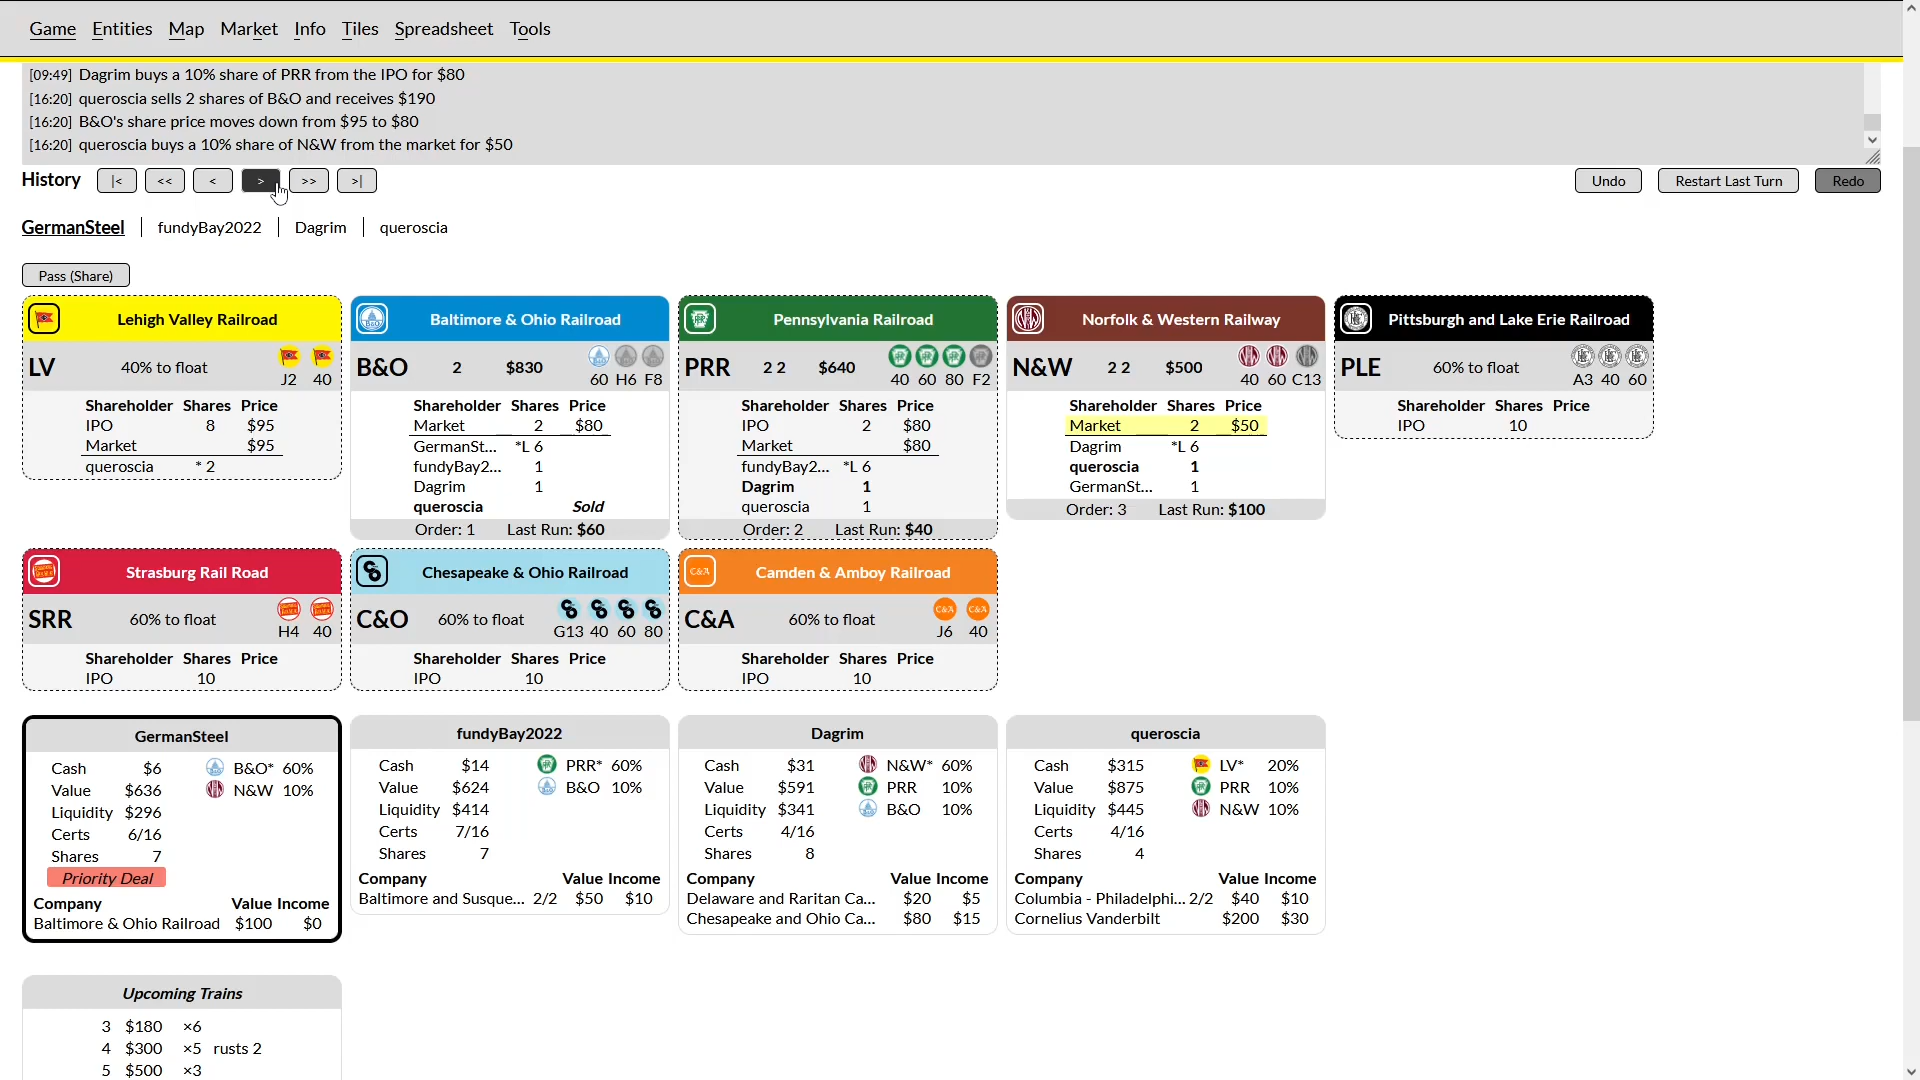 Game Entities Map Market Info Tiles Spreadsheet Tools
[09:49] Dagrim buys a 10% share of PRR from the IPO for $80
[16:20] queroscia sells 2 shares of B&O and receives $190
[16:20] B&O's share price moves down from $95 to $80
[16:20] queroscia buys a 10% share of N&W from the market for $50
History |< << < > >> >| Undo Restart Last Turn Redo
GermanSteel fundyBay2022 Dagrim queroscia
Pass (Share)
Lehigh Valley Railroad
LV 40% to float J2 40
Shareholder Shares Price
IPO 8 $95
Market $95
queroscia * 2
Baltimore & Ohio Railroad
B&O 2 $830 60 H6 F8
Shareholder Shares Price
Market 2 $80
GermanSt... *L 6
fundyBay2... 1
Dagrim 1
queroscia Sold
Order: 1 Last Run: $60
Pennsylvania Railroad
PRR 2 2 $640 40 60 80 F2
Shareholder Shares Price
IPO 2 $80
Market $80
fundyBay2... *L 6
Dagrim 1
queroscia 1
Order: 2 Last Run: $40
Norfolk & Western Railway
N&W 2 2 $500 40 60 C13
Shareholder Shares Price
Market 2 $50
Dagrim *L 6
queroscia 1
GermanSt... 1
Order: 3 Last Run: $100
Pittsburgh and Lake Erie Railroad
PLE 60% to float A3 40 60
Shareholder Shares Price
IPO 10
Strasburg Rail Road
SRR 60% to float H4 40
Shareholder Shares Price
IPO 10
Chesapeake & Ohio Railroad
C&O 60% to float G13 40 60 80
Shareholder Shares Price
IPO 10
C&A Camden & Amboy Railroad
C&A 60% to float C&A C&A J6 40
Shareholder Shares Price
IPO 10
GermanSteel
Cash $6 B&O* 60%
Value $636 N&W 10%
Liquidity $296
Certs 6/16
Shares 7
Priority Deal
Company Value Income
Baltimore & Ohio Railroad $100 $0
fundyBay2022
Cash $14 PRR* 60%
Value $624 B&O 10%
Liquidity $414
Certs 7/16
Shares 7
Company Value Income
Baltimore and Susque... 2/2 $50 $10
Dagrim
Cash $31 N&W* 60%
Value $591 PRR 10%
Liquidity $341 B&O 10%
Certs 4/16
Shares 8
Company Value Income
Delaware and Raritan Ca... $20 $5
Chesapeake and Ohio Ca... $80 $15
queroscia
Cash $315 LV* 20%
Value $875 PRR 10%
Liquidity $445 N&W 10%
Certs 4/16
Shares 4
Company Value Income
Columbia - Philadelphi... 2/2 $40 $10
Cornelius Vanderbilt $200 $30
Upcoming Trains
3 $180 ×6
4 $300 ×5 rusts 2
5 $500 ×3